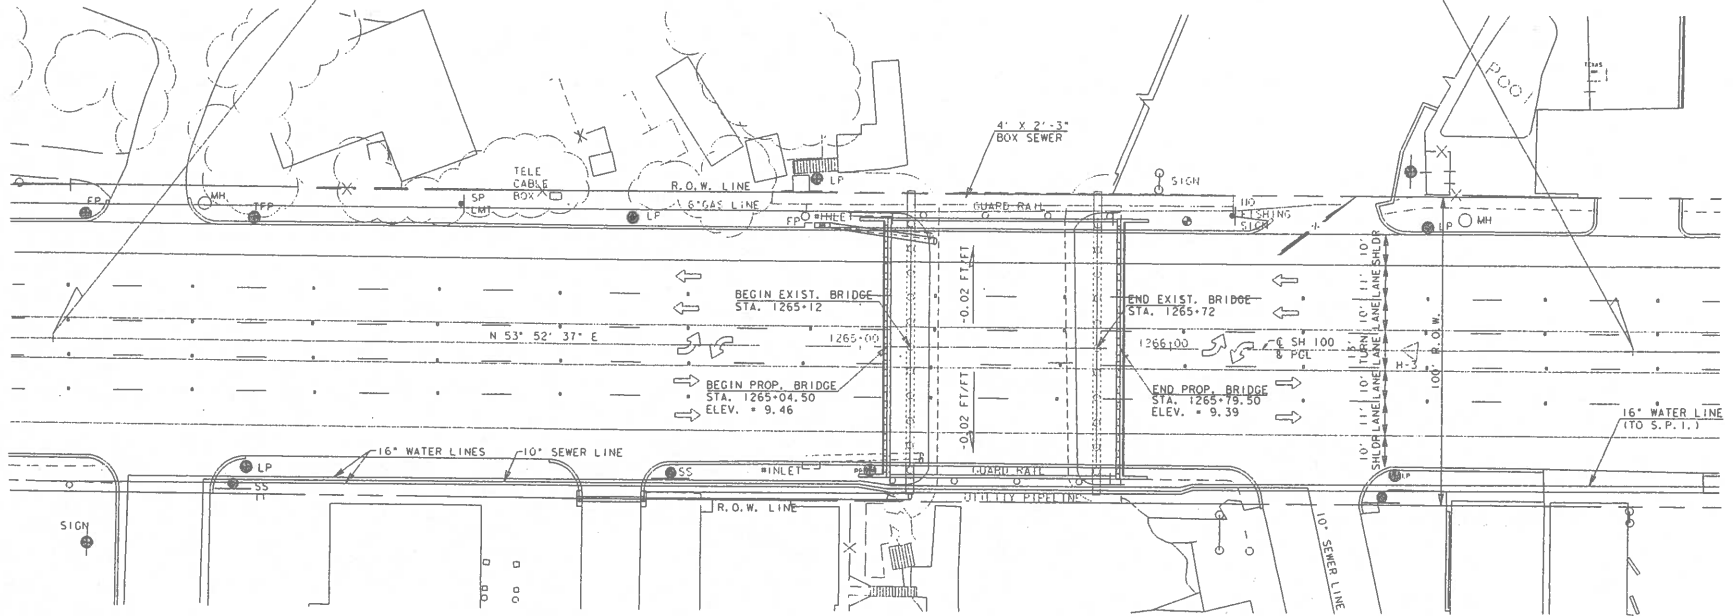 POOL
TEXAS
4' X 2'-3"
BOX SEWER
TELE
CABLE
BOX
SIGN
R.O.W. LINE
LP
MH
SP
LMT
6"GAS LINE
GUARD RAIL
NO
FISHING
SIGN
FP
TFP
LP
FP
INLET
LP
MH
-0.02 FT/FT
BEGIN EXIST. BRIDGE
STA. 1265+12
END EXIST. BRIDGE
STA. 1265+72
N 53° 52' 37" E
1265+00
1266+00
℄ SH 100
& PGL
H-3
10' SHLDR
11' LANE
10' LANE
13' TURN LANE
10' LANE
11' LANE
10' SHLDR
100' R.O.W.
BEGIN PROP. BRIDGE
STA. 1265+04.50
ELEV. = 9.46
END PROP. BRIDGE
STA. 1265+79.50
ELEV. = 9.39
-0.02 FT/FT
16" WATER LINE
(TO S.P.I.)
16" WATER LINES
10" SEWER LINE
LP
SS
SS
INLET
GUARD RAIL
UTILITY PIPELINES
R.O.W. LINE
SIGN
10" SEWER LINE